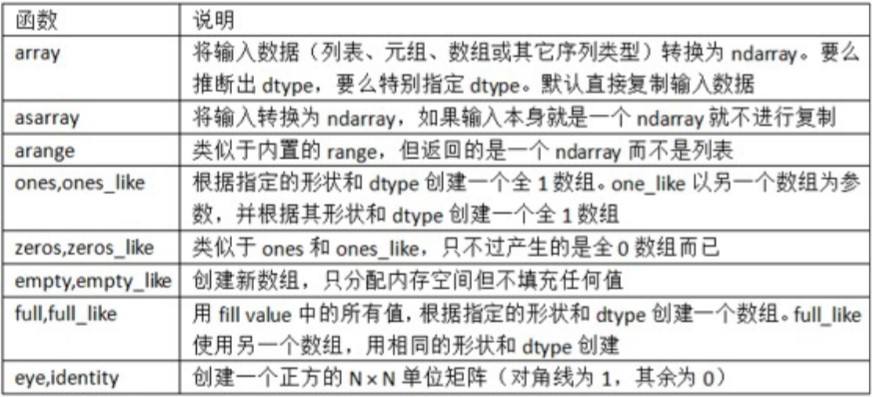 函数 说明
array 将输入数据（列表、元组、数组或其它序列类型）转换为 ndarray。要么
推断出 dtype，要么特别指定 dtype。默认直接复制输入数据
asarray 将输入转换为 ndarray，如果输入本身就是一个 ndarray 就不进行复制
arange 类似于内置的 range，但返回的是一个 ndarray 而不是列表
ones,ones_like 根据指定的形状和 dtype 创建一个全 1 数组。one_like 以另一个数组为参
数，并根据其形状和 dtype 创建一个全 1 数组
zeros,zeros_like 类似于 ones 和 ones_like，只不过产生的是全 0 数组而已
empty,empty_like 创建新数组，只分配内存空间但不填充任何值
full,full_like 用 fill value 中的所有值，根据指定的形状和 dtype 创建一个数组。full_like
使用另一个数组，用相同的形状和 dtype 创建
eye,identity 创建一个正方的 N×N 单位矩阵（对角线为 1，其余为 0）